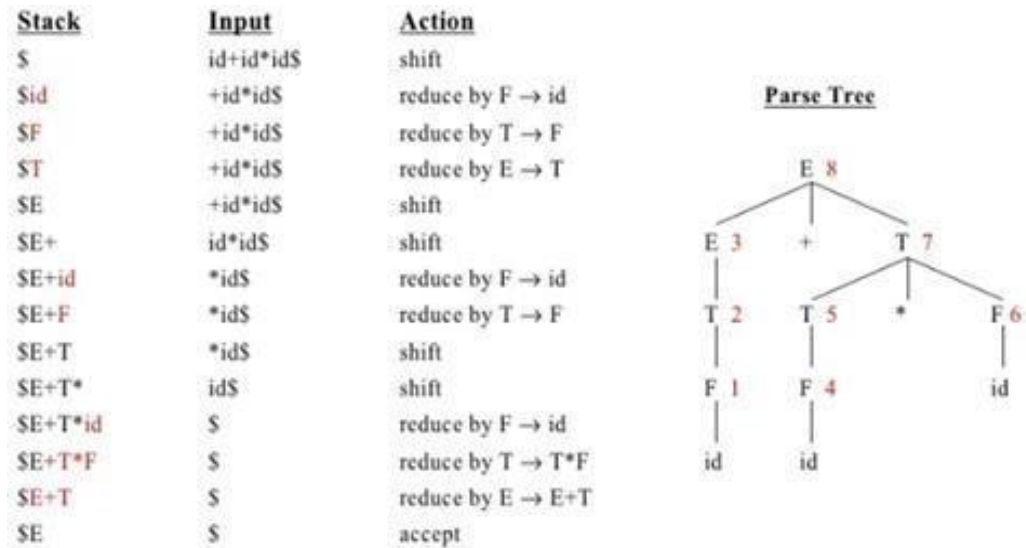 Stack Input Action
$ id+id*id$ shift
$id +id*id$ reduce by F → id
$F +id*id$ reduce by T → F
$T +id*id$ reduce by E → T
$E +id*id$ shift
$E+ id*id$ shift
$E+id *id$ reduce by F → id
$E+F *id$ reduce by T → F
$E+T *id$ shift
$E+T* id$ shift
$E+T*id $ reduce by F → id
$E+T*F $ reduce by T → T*F
$E+T $ reduce by E → E+T
$E $ accept
Parse Tree
E 8
E 3 + T 7
T 2 T 5 * F 6
F 1 F 4 id
id id